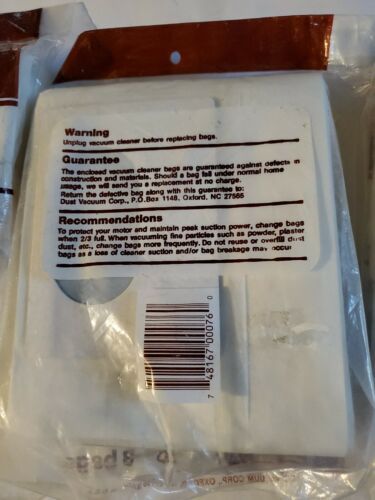 Warning
Unplug vacuum cleaner before replacing bags.
Guarantee
The enclosed vacuum cleaner bags are guaranteed against defects in
construction and materials. Should a bag fail under normal home
usage, we will send you a replacement at no charge.
Return the defective bag along with this guarantee to:
Dust Vacuum Corp., P.O.Box 1148, Oxford, NC 27565
Recommendations
To protect your motor and maintain peak suction power, change bags
when 2/3 full. When vacuuming fine particles such as powder, plaster
dust, etc., change bags more frequently. Do not reuse or overfill dust
bags as a loss of cleaner suction and/or bag breakage may occur
7 48167 00076 0
8 bags
CORP., OXF